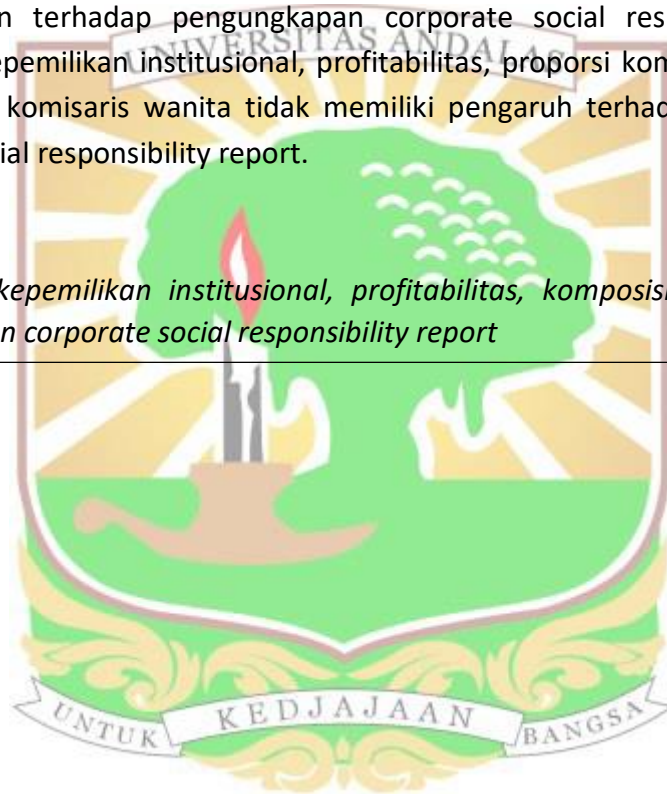 n terhadap pengungkapan corporate social res
UNIVERSITAS ANDALAS
epemilikan institusional, profitabilitas, proporsi kom
komisaris wanita tidak memiliki pengaruh terhad
ial responsibility report.
kepemilikan institusional, profitabilitas, komposis
n corporate social responsibility report
UNTUK KEDJAJAAN BANGSA